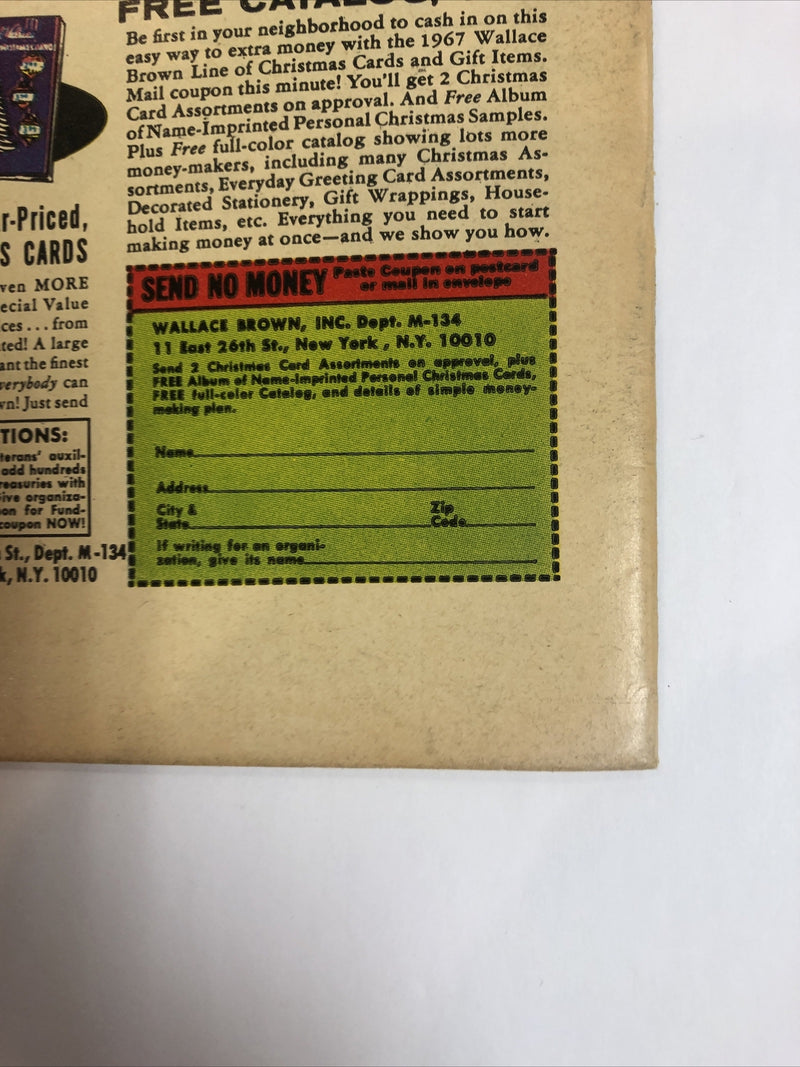 FREE CATALOG,
Be first in your neighborhood to cash in on this
easy way to extra money with the 1967 Wallace
Brown Line of Christmas Cards and Gift Items.
Mail coupon this minute! You'll get 2 Christmas
Card Assortments on approval. And Free Album
of Name-Imprinted Personal Christmas Samples.
Plus Free full-color catalog showing lots more
money-makers, including many Christmas As-
sortments, Everyday Greeting Card Assortments,
Decorated Stationery, Gift Wrappings, House-
hold Items, etc. Everything you need to start
making money at once—and we show you how.
r-Priced,
S CARDS
ven MORE
ecial Value
ces...from
ted! A large
ant the finest
verybody can
vn! Just send
TIONS:
terans' auxil-
add hundreds
reasuries with
ive organiza-
on for Fund-
coupon NOW!
St., Dept. M-134
k, N.Y. 10010
SEND NO MONEY Paste Coupon on postcard
or mail in envelope
WALLACE BROWN, INC. Dept. M-134
11 East 26th St., New York, N.Y. 10010
Send 2 Christmas Card Assortments on approval, plus
FREE Album of Name-Imprinted Personal Christmas Cards,
FREE full-color Catalog, and details of simple money-
making plan.
Name
Address
City &
State
Zip
Code
If writing for an organi-
zation, give its name